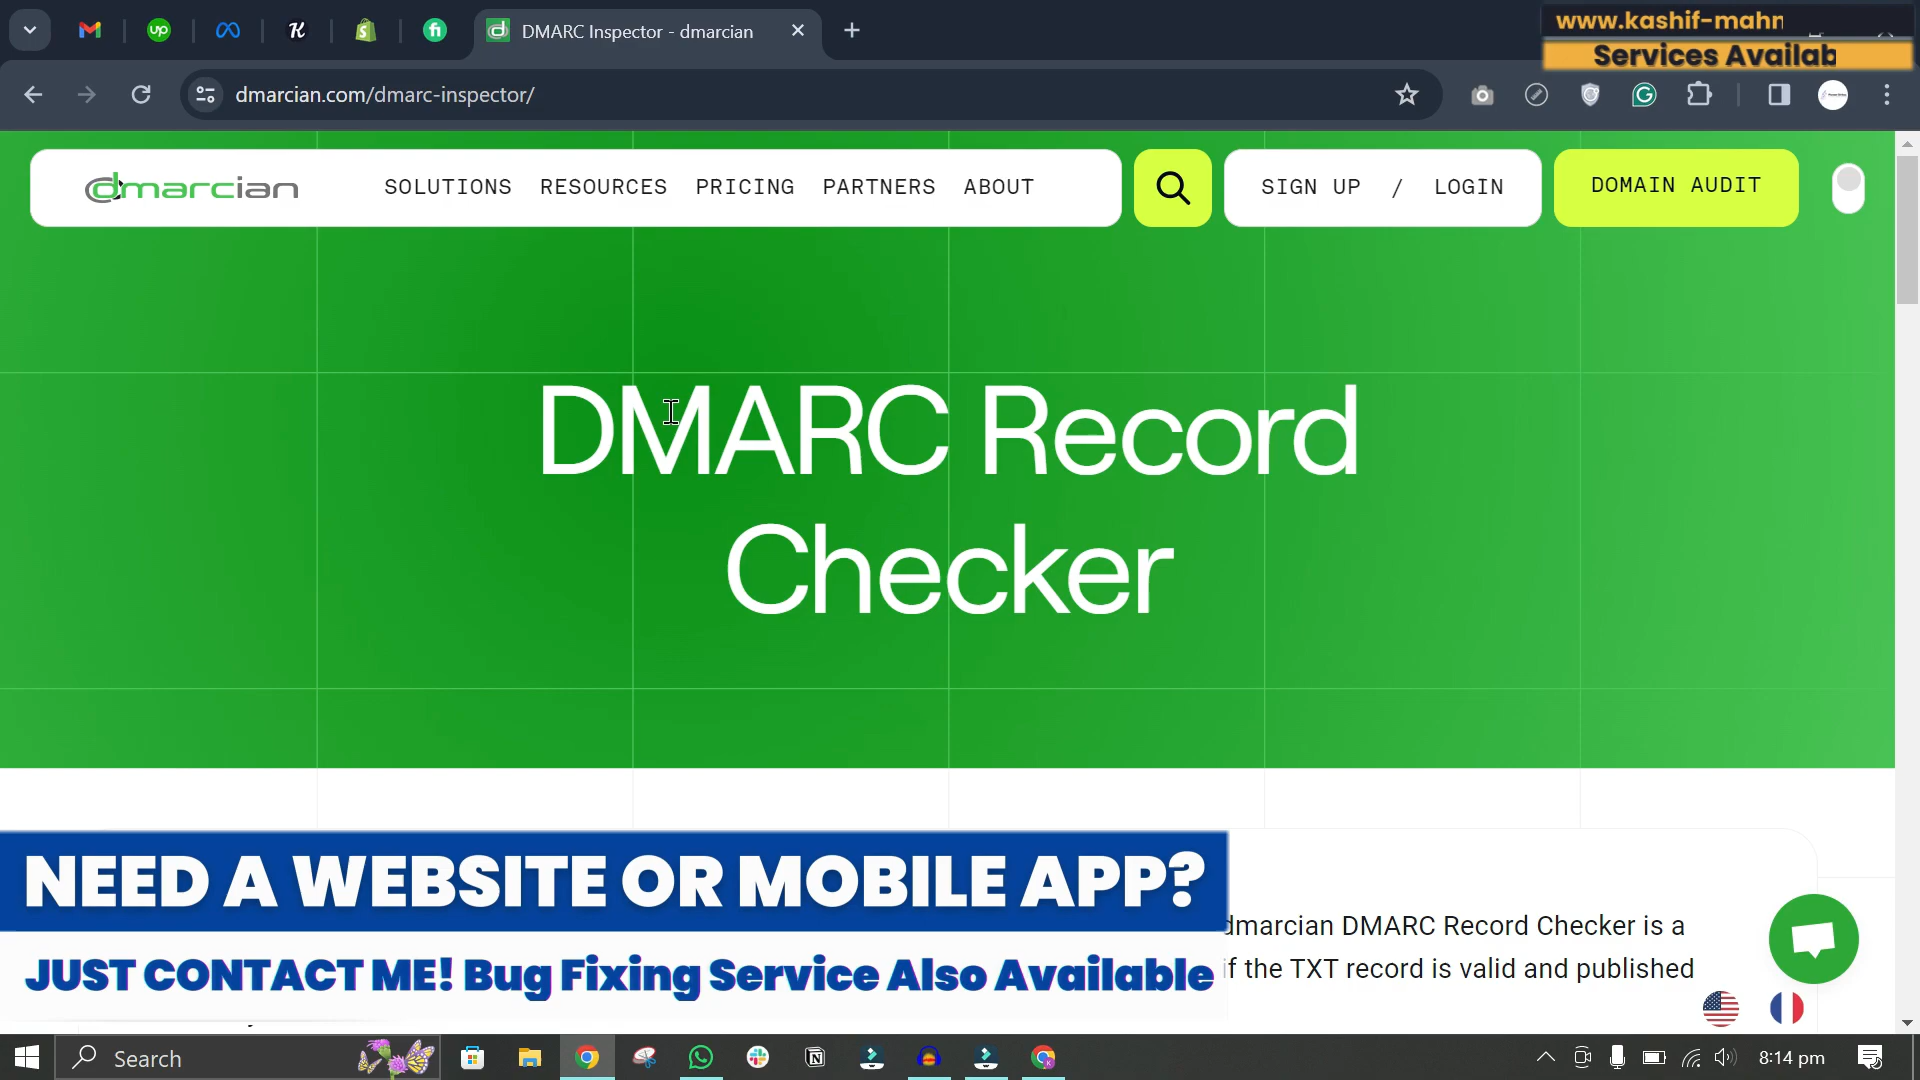 DMARC Inspector - dmarcian
www.kashif-mahn
Services Availab
dmarcian.com/dmarc-inspector/
dmarcian
SOLUTIONS RESOURCES PRICING PARTNERS ABOUT
SIGN UP / LOGIN
DOMAIN AUDIT
DMARC Record
Checker
NEED A WEBSITE OR MOBILE APP?
JUST CONTACT ME! Bug Fixing Service Also Available
dmarcian DMARC Record Checker is a
if the TXT record is valid and published
Search
8:14 pm